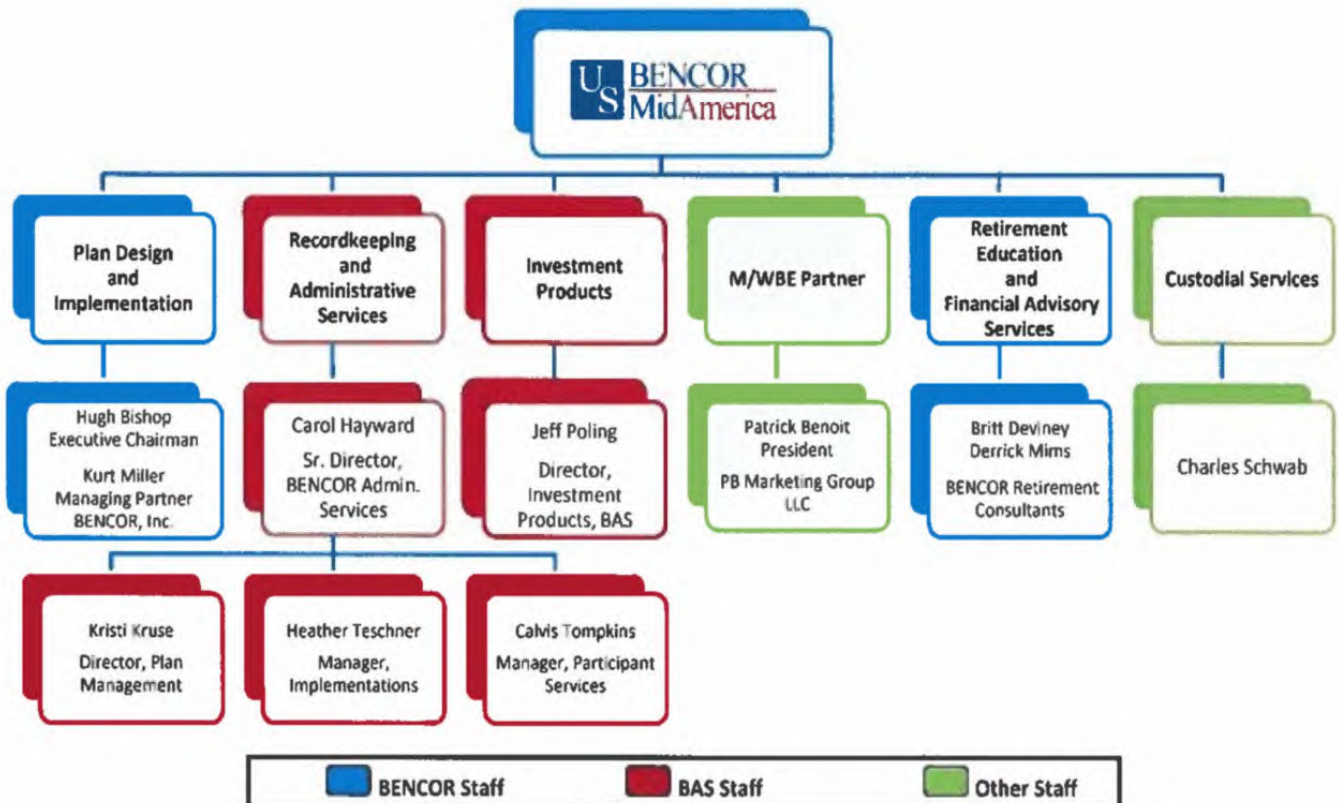 US BENCOR
MidAmerica
Plan Design
and
Implementation
Recordkeeping
and
Administrative
Services
Investment
Products
M/WBE Partner
Retirement
Education
and
Financial Advisory
Services
Custodial Services
Hugh Bishop
Executive Chairman
Kurt Miller
Managing Partner
BENCOR, Inc.
Carol Hayward
Sr. Director,
BENCOR Admin.
Services
Jeff Poling
Director,
Investment
Products, BAS
Patrick Benoit
President
PB Marketing Group
LLC
Britt Deviney
Derrick Mims
BENCOR Retirement
Consultants
Charles Schwab
Kristi Kruse
Director, Plan
Management
Heather Teschner
Manager,
Implementations
Calvis Tompkins
Manager, Participant
Services
BENCOR Staff
BAS Staff
Other Staff